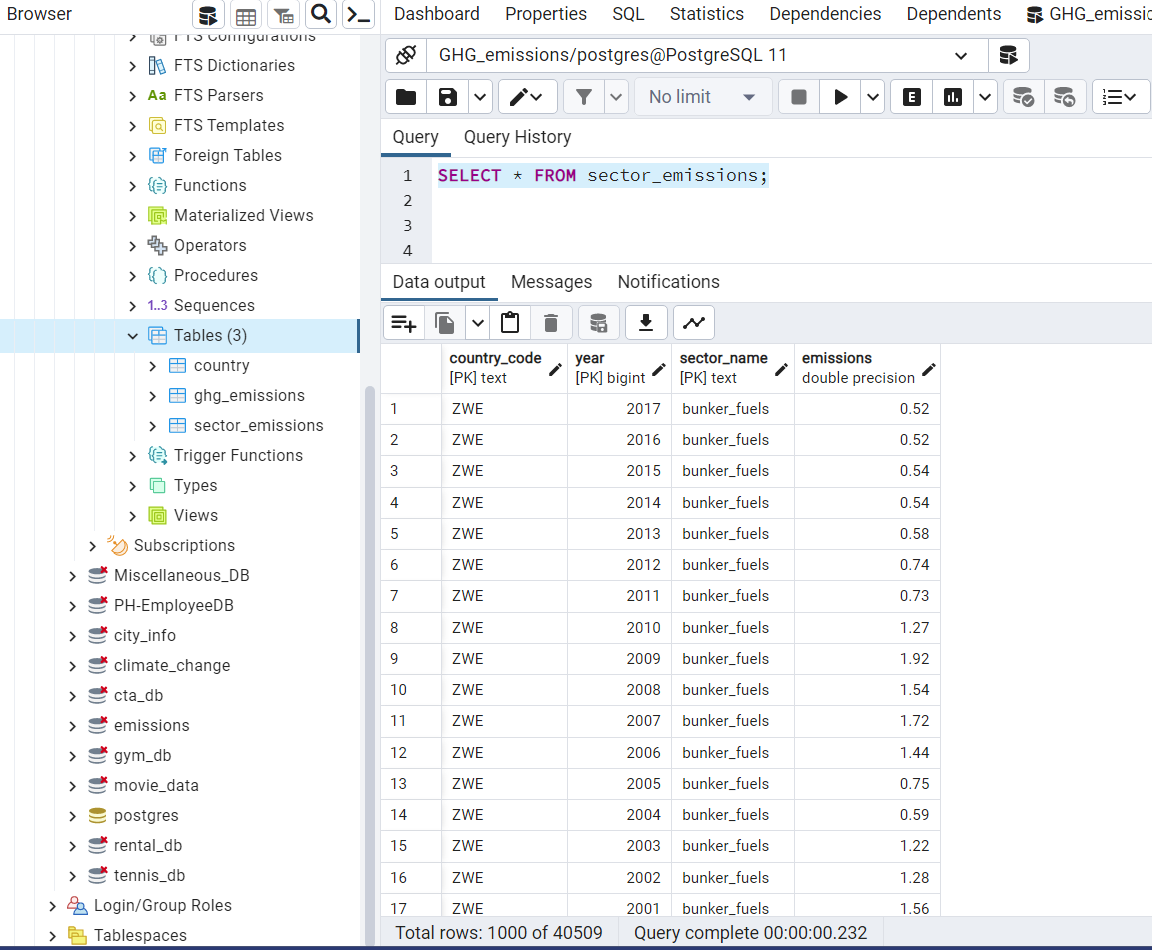 Browser
FTS Configurations
FTS Dictionaries
Aa FTS Parsers
FTS Templates
Foreign Tables
Functions
Materialized Views
Operators
Procedures
1..3 Sequences
Tables (3)
country
ghg_emissions
sector_emissions
Trigger Functions
Types
Views
Subscriptions
Miscellaneous_DB
PH-EmployeeDB
city_info
climate_change
cta_db
emissions
gym_db
movie_data
postgres
rental_db
tennis_db
Login/Group Roles
Tablespaces
Dashboard Properties SQL Statistics Dependencies Dependents GHG_emissic
GHG_emissions/postgres@PostgreSQL 11
No limit E
Query Query History
1 SELECT * FROM sector_emissions;
2
3
4
Data output Messages Notifications
country_code year sector_name emissions
[PK] text [PK] bigint [PK] text double precision
1 ZWE 2017 bunker_fuels 0.52
2 ZWE 2016 bunker_fuels 0.52
3 ZWE 2015 bunker_fuels 0.54
4 ZWE 2014 bunker_fuels 0.54
5 ZWE 2013 bunker_fuels 0.58
6 ZWE 2012 bunker_fuels 0.74
7 ZWE 2011 bunker_fuels 0.73
8 ZWE 2010 bunker_fuels 1.27
9 ZWE 2009 bunker_fuels 1.92
10 ZWE 2008 bunker_fuels 1.54
11 ZWE 2007 bunker_fuels 1.72
12 ZWE 2006 bunker_fuels 1.44
13 ZWE 2005 bunker_fuels 0.75
14 ZWE 2004 bunker_fuels 0.59
15 ZWE 2003 bunker_fuels 1.22
16 ZWE 2002 bunker_fuels 1.28
17 ZWE 2001 bunker_fuels 1.56
Total rows: 1000 of 40509 Query complete 00:00:00.232